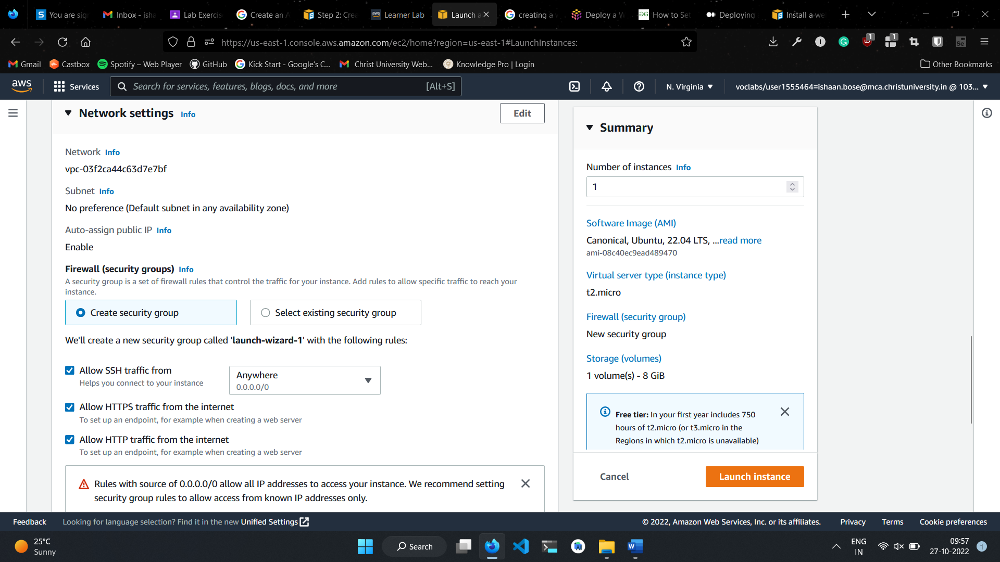 You are sig
Inbox - isha
Lab Exercis
Create an A
Step 2: Cre
Learner Lab
Launch a
creating a v
Deploy a W
How to Set
Deploying
Install a we
https://us-east-1.console.aws.amazon.com/ec2/home?region=us-east-1#LaunchInstances:
Gmail
Castbox
Spotify – Web Player
GitHub
Kick Start - Google's C...
Christ University Web...
Knowledge Pro | Login
Other Bookmarks
aws
Services
Search for services, features, blogs, docs, and more
[Alt+S]
N. Virginia
voclabs/user1555464=ishaan.bose@mca.christuniversity.in @ 103...
Network settings Info
Edit
Network Info
vpc-03f2ca44c63d7e7bf
Subnet Info
No preference (Default subnet in any availability zone)
Auto-assign public IP Info
Enable
Firewall (security groups) Info
A security group is a set of firewall rules that control the traffic for your instance. Add rules to allow specific traffic to reach your
instance.
Create security group
Select existing security group
We'll create a new security group called 'launch-wizard-1' with the following rules:
Allow SSH traffic from
Helps you connect to your instance
Anywhere
0.0.0.0/0
Allow HTTPS traffic from the internet
To set up an endpoint, for example when creating a web server
Allow HTTP traffic from the internet
To set up an endpoint, for example when creating a web server
Rules with source of 0.0.0.0/0 allow all IP addresses to access your instance. We recommend setting
security group rules to allow access from known IP addresses only.
Summary
Number of instances Info
1
Software Image (AMI)
Canonical, Ubuntu, 22.04 LTS, ...read more
ami-08c40ec9ead489470
Virtual server type (instance type)
t2.micro
Firewall (security group)
New security group
Storage (volumes)
1 volume(s) - 8 GiB
Free tier: In your first year includes 750
hours of t2.micro (or t3.micro in the
Regions in which t2.micro is unavailable)
Cancel
Launch instance
Feedback
Looking for language selection? Find it in the new Unified Settings
© 2022, Amazon Web Services, Inc. or its affiliates.
Privacy
Terms
Cookie preferences
25°C
Sunny
Search
ENG
IN
09:57
27-10-2022
1